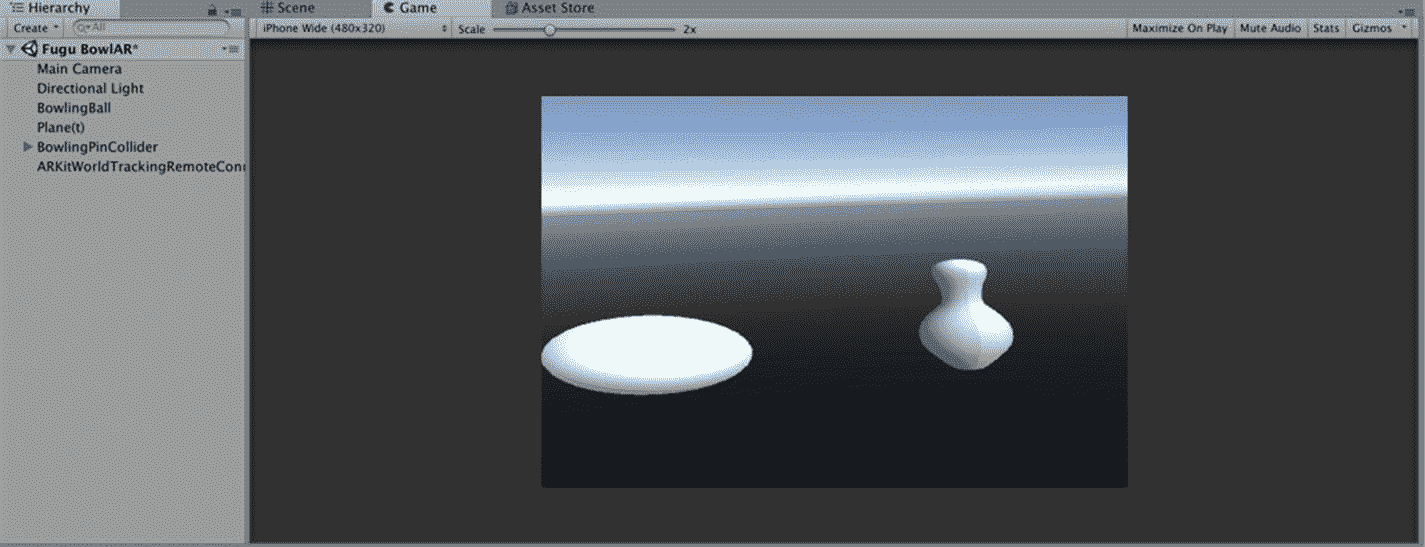 Hierarchy
Create
All
Fugu BowlAR*
Main Camera
Directional Light
BowlingBall
Plane(t)
BowlingPinCollider
ARKitWorldTrackingRemoteConn
Scene
Game
Asset Store
iPhone Wide (480x320)
Scale
2x
Maximize On Play
Mute Audio
Stats
Gizmos